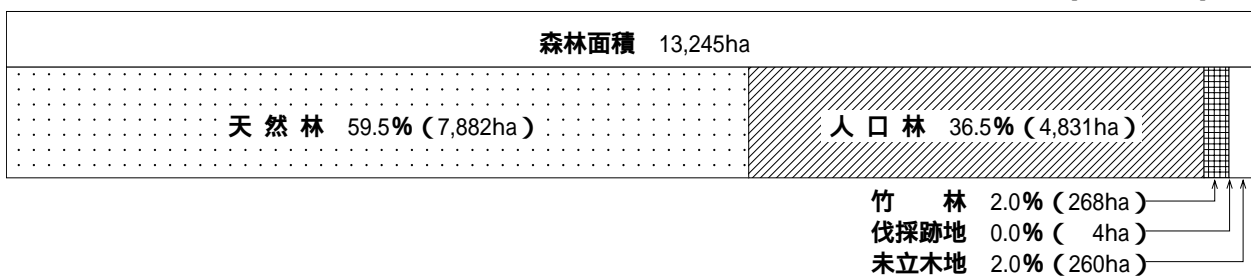 森林面積 13,245ha
天然林 59.5%(7,882ha) 人口林 36.5%(4,831ha)
竹林 2.0%(268ha)
伐採跡地 0.0%( 4ha)
未立木地 2.0%(260ha)